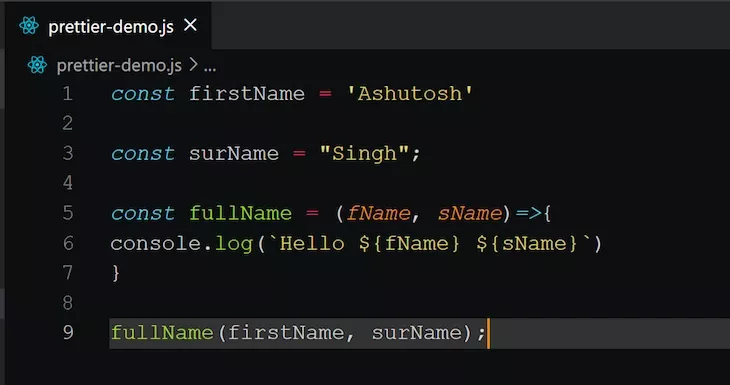 prettier-demo.js ×
prettier-demo.js > ...
1 const firstName = 'Ashutosh'
2
3 const surName = "Singh";
4
5 const fullName = (fName, sName)=>{
6 console.log(`Hello ${fName} ${sName}`)
7 }
8
9 fullName(firstName, surName);